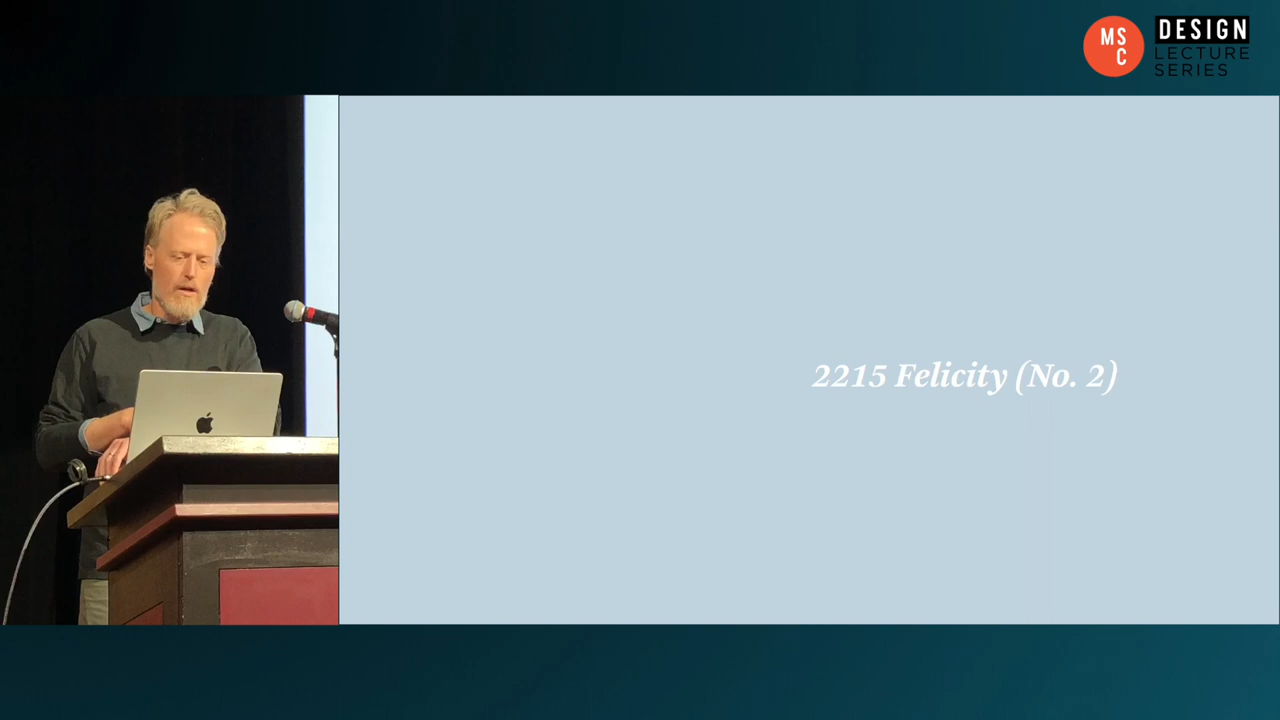 MS
C
DESIGN
LECTURE
SERIES
2215 Felicity (No. 2)